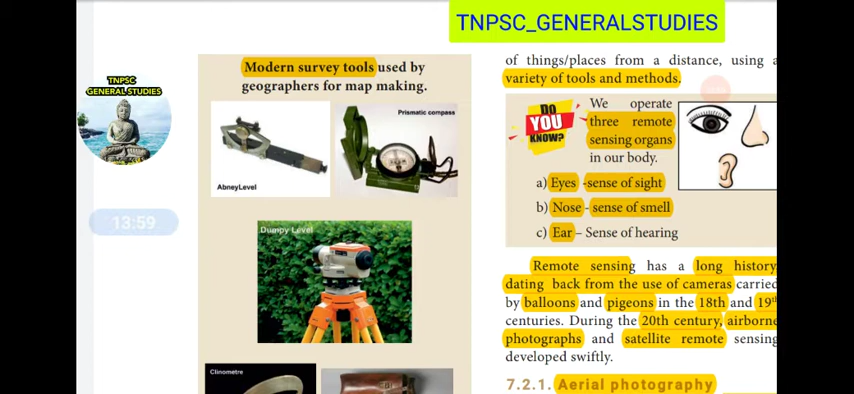 TNPSC_GENERALSTUDIES
TNPSC
GENERAL STUDIES
13:59
Modern survey tools used by
geographers for map making.
Prismatic compass
AbneyLevel
Dumpy Level
Clinometre
of things/places from a distance, using a
variety of tools and methods.
DO
YOU
KNOW?
We operate
three remote
sensing organs
in our body.
a) Eyes -sense of sight
b) Nose - sense of smell
c) Ear – Sense of hearing
Remote sensing has a long history
dating back from the use of cameras carried
by balloons and pigeons in the 18th and 19th
centuries. During the 20th century, airborne
photographs and satellite remote sensing
developed swiftly.
7.2.1. Aerial photography